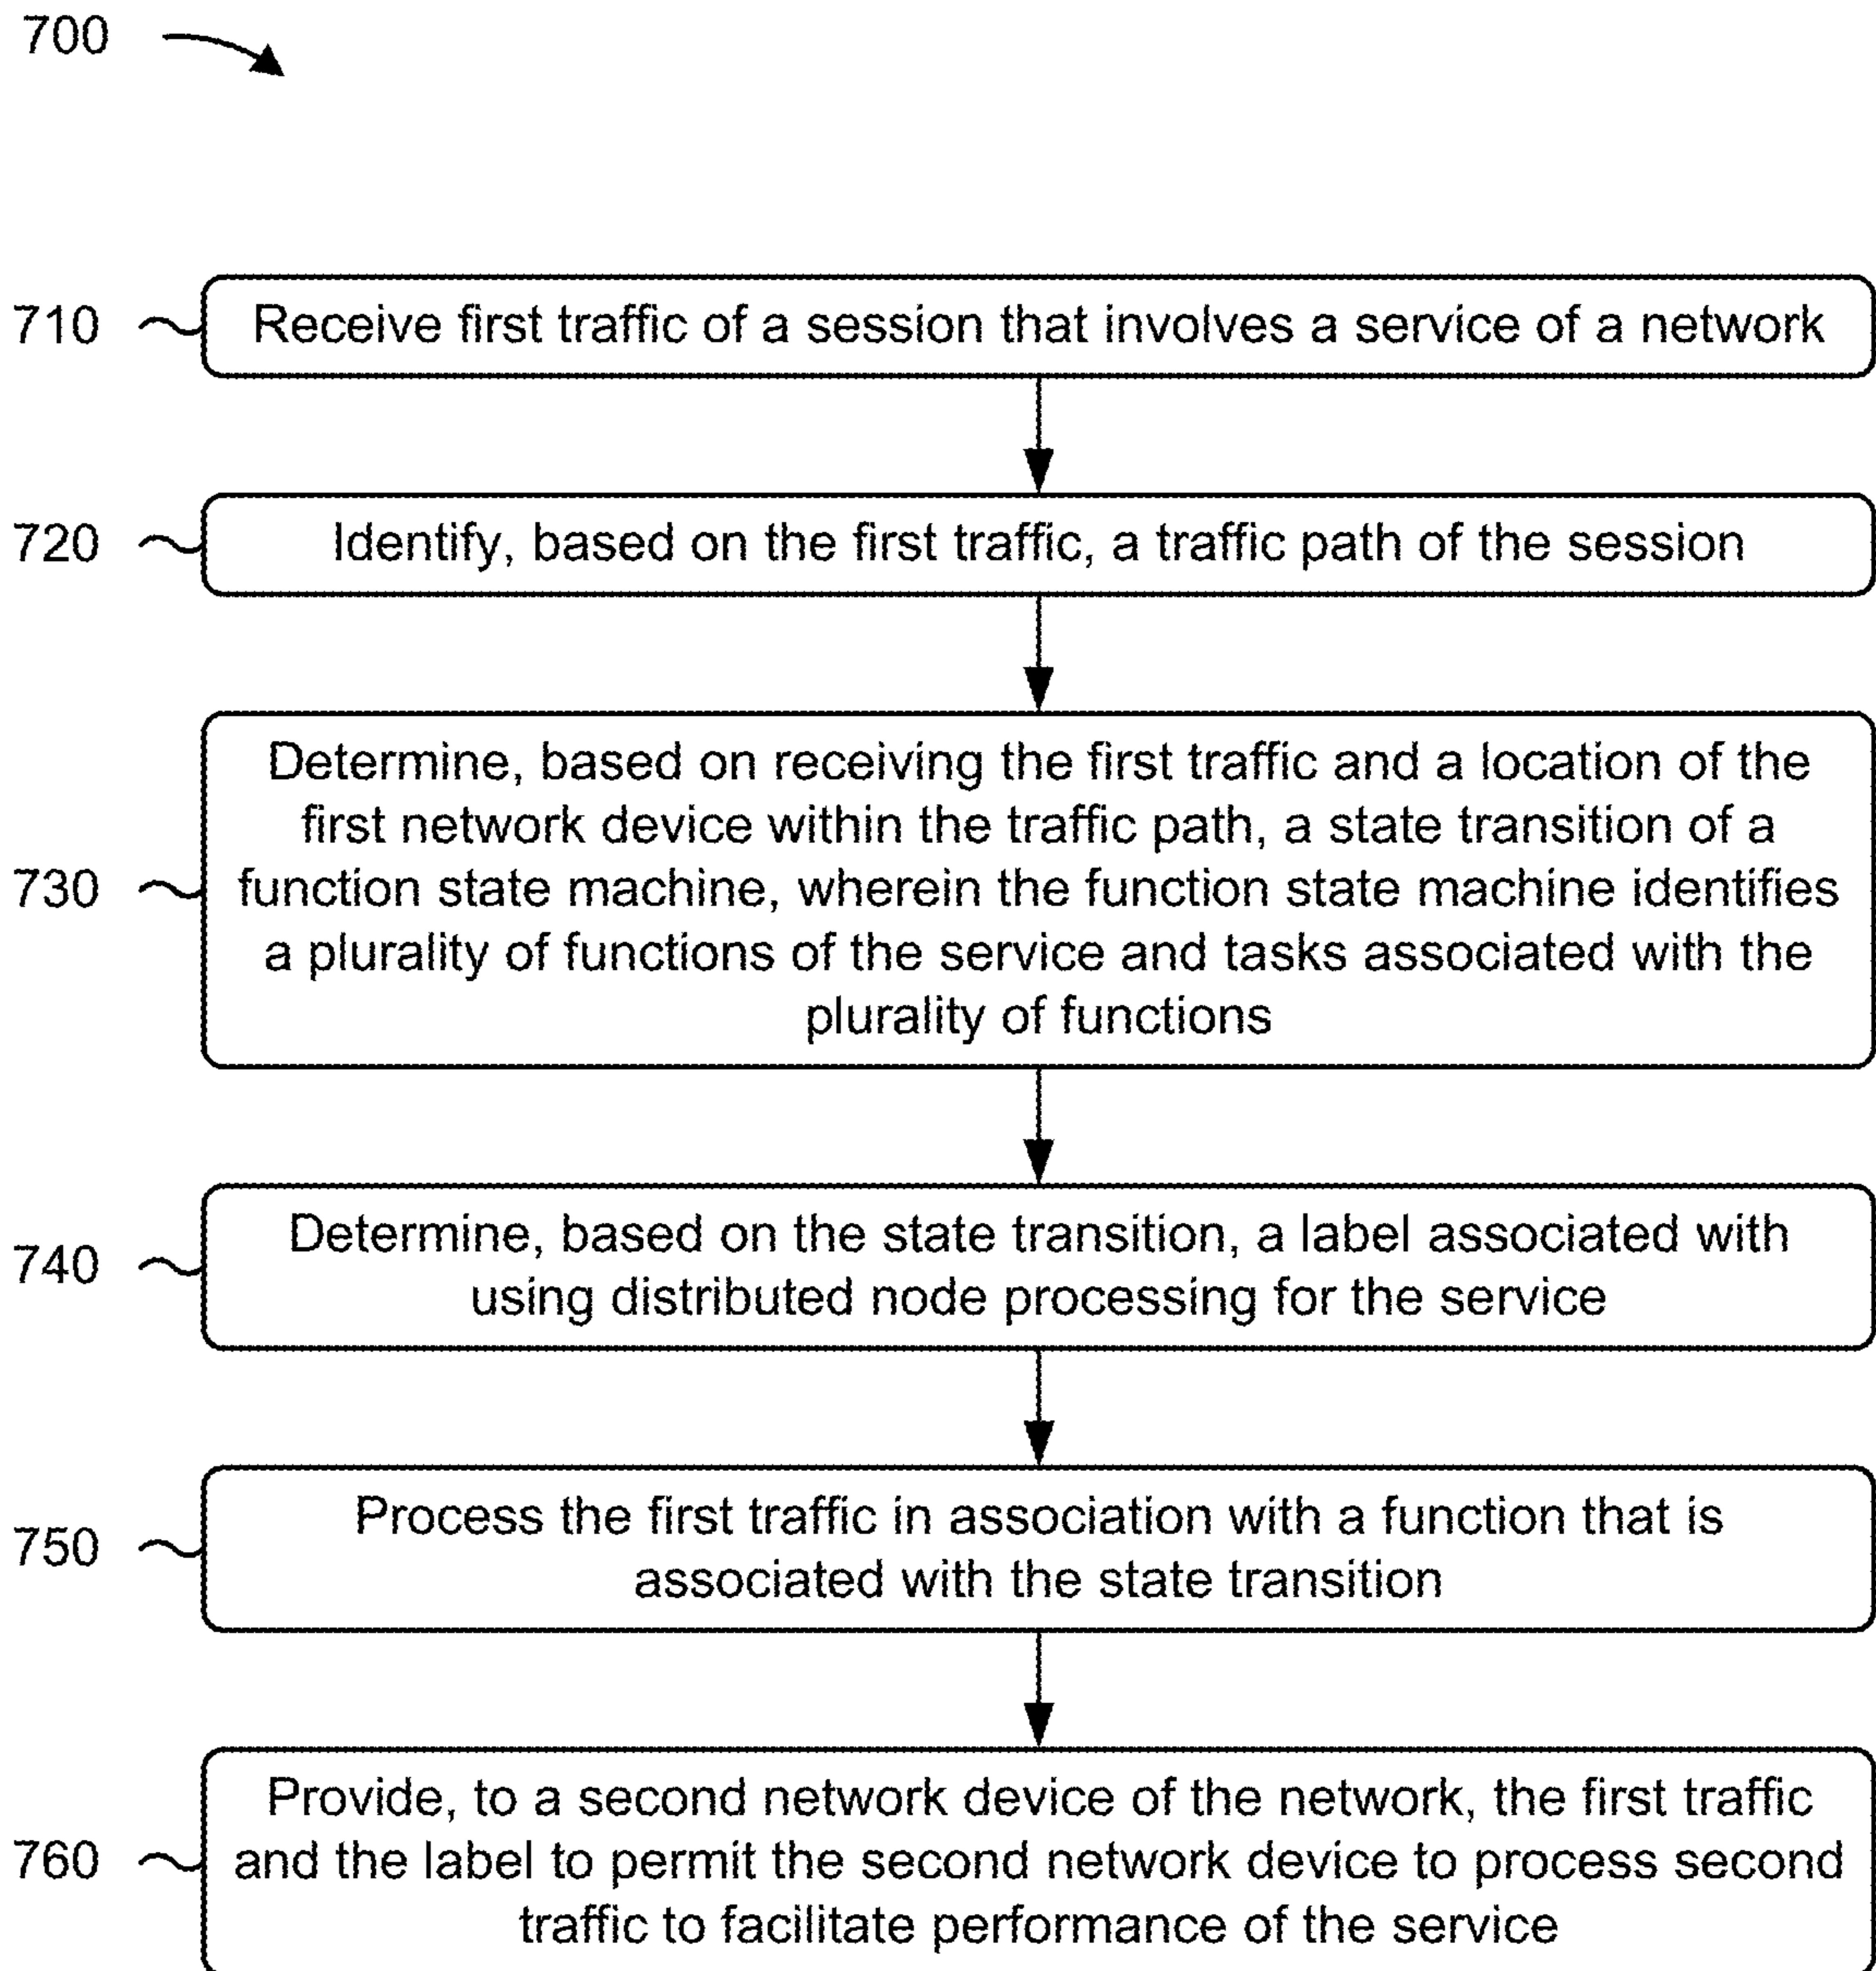 700
710
Receive first traffic of a session that involves a service of a network
720
Identify, based on the first traffic, a traffic path of the session
Determine, based on receiving the first traffic and a location of the
first network device within the traffic path, a state transition of a
730
function state machine, wherein the function state machine identifies
a plurality of functions of the service and tasks associated with the
plurality of functions
740
Determine, based on the state transition, a label associated with
using distributed node processing for the service
750
Process the first traffic in association with a function that is
associated with the state transition
Provide, to a second network device of the network, the first traffic
760
and the label to permit the second network device to process second
traffic to facilitate performance of the service